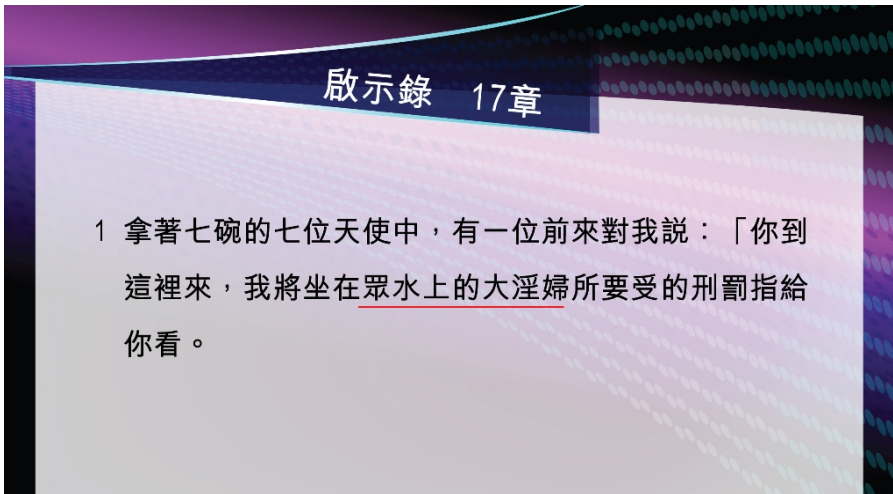 啟示錄　17章
1 拿著七碗的七位天使中，有一位前來對我説：「你到
這裡來，我將坐在眾水上的大淫婦所要受的刑罰指給
你看。